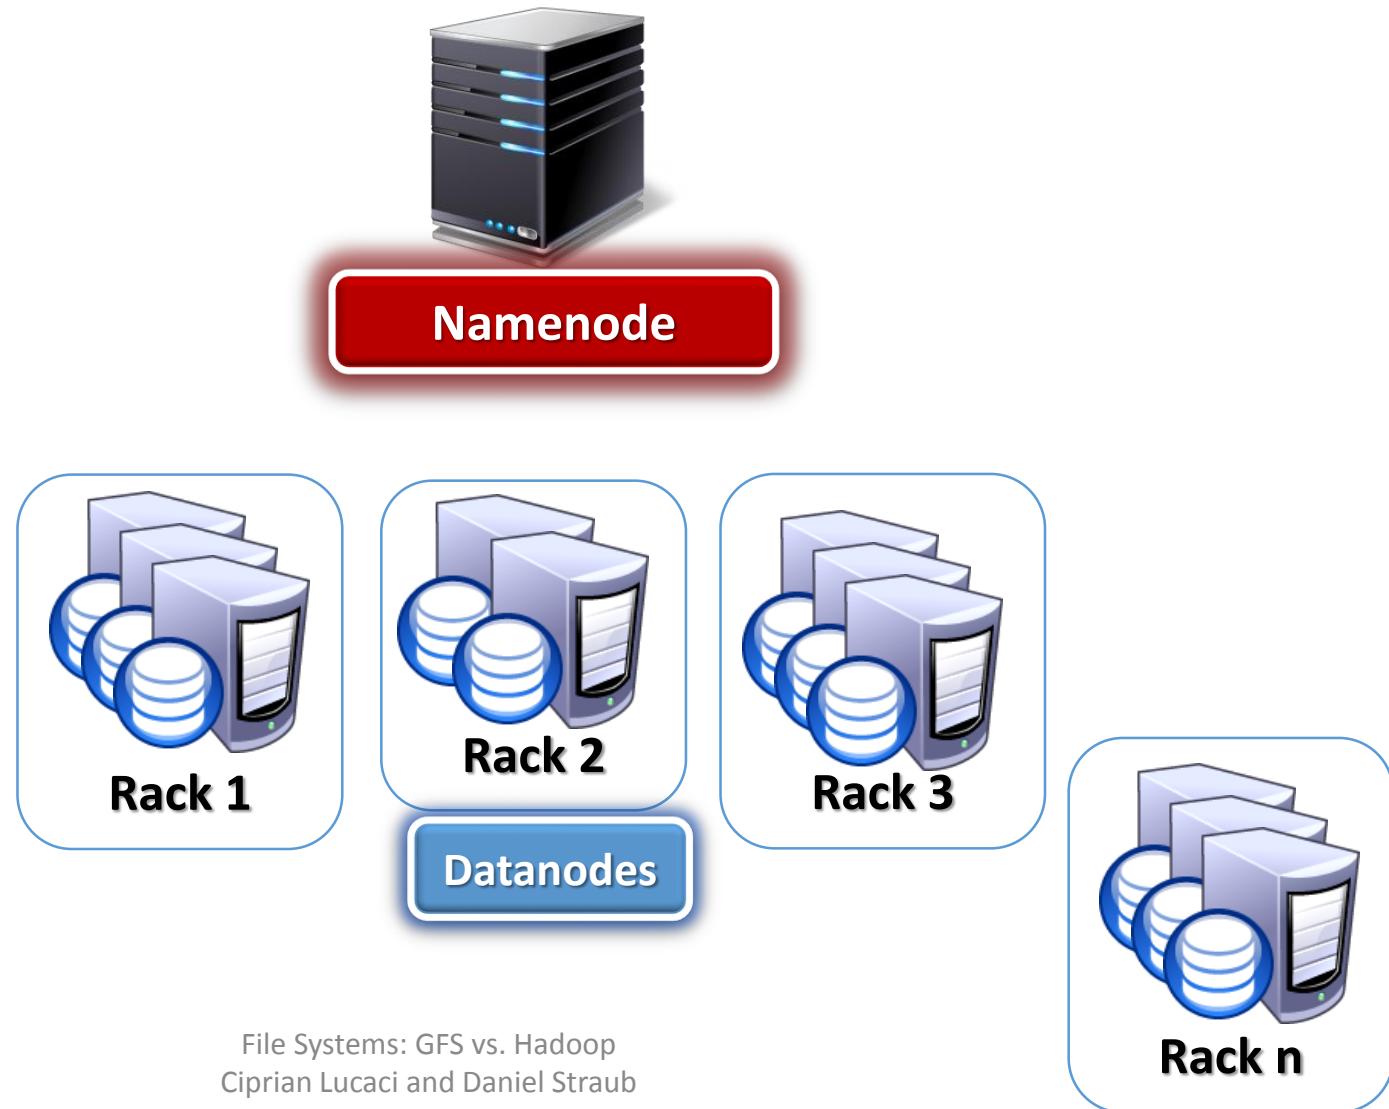 Namenode
Rack 1
Rack 2
Rack 3
Datanodes
Rack n
File Systems: GFS vs. Hadoop
Ciprian Lucaci and Daniel Straub